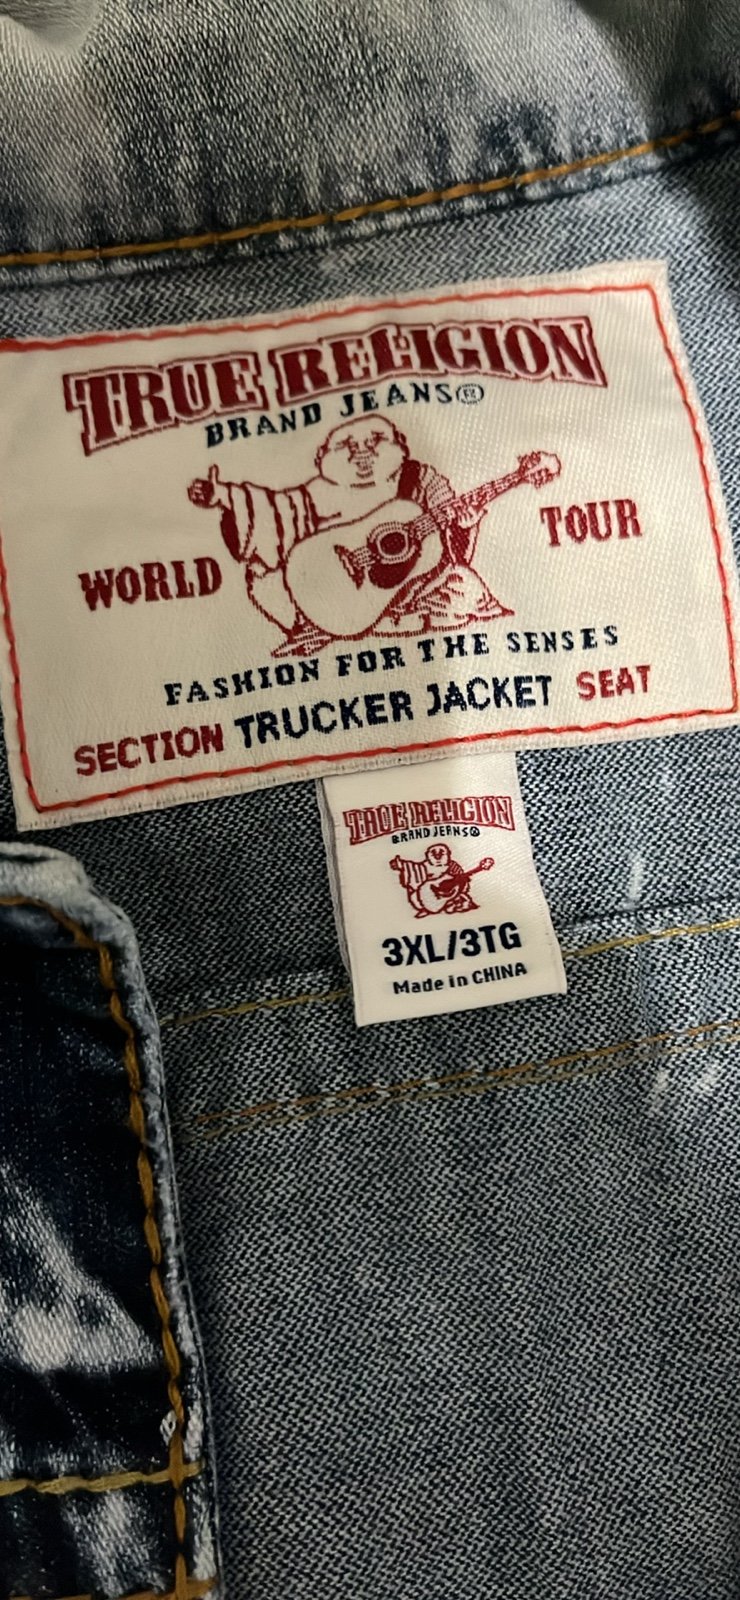 TRUE RELIGION
BRAND JEANS®
WORLD TOUR
FASHION FOR THE SENSES
SECTION TRUCKER JACKET SEAT
TRUE RELIGION
BRAND JEANS®
3XL/3TG
Made in CHINA